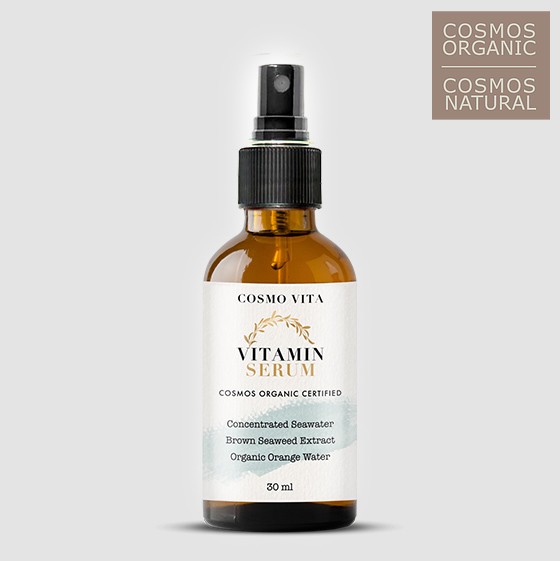 COSMOS
ORGANIC
COSMOS
NATURAL
COSMO VITA
VITAMIN
SERUM
COSMOS ORGANIC CERTIFIED
Concentrated Seawater
Brown Seaweed Extract
Organic Orange Water
30 ml